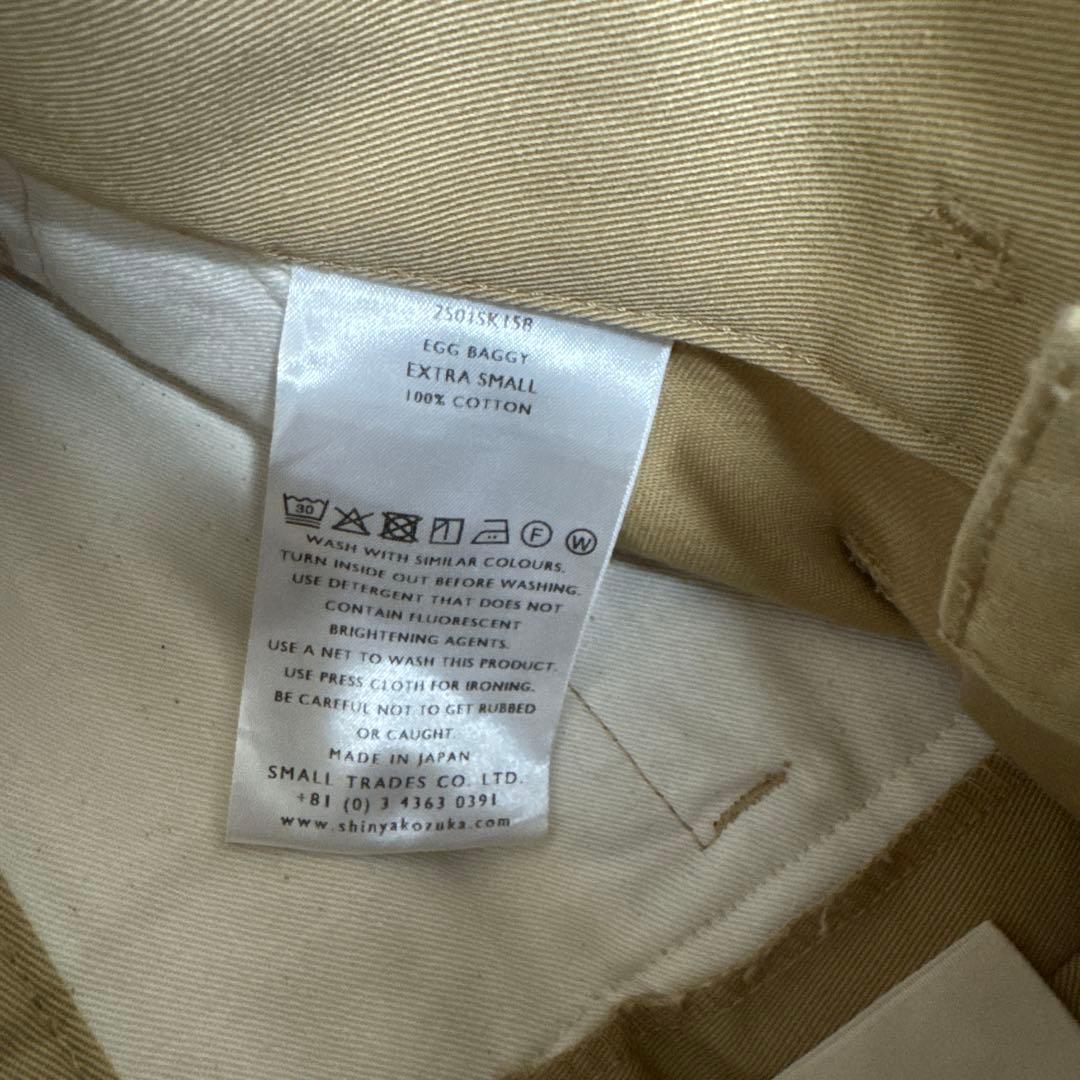 2501SK15B
EGG BAGGY
EXTRA SMALL
100% COTTON
30 F W
WASH WITH SIMILAR COLOURS.
TURN INSIDE OUT BEFORE WASHING.
USE DETERGENT THAT DOES NOT
CONTAIN FLUORESCENT
BRIGHTENING AGENTS.
USE A NET TO WASH THIS PRODUCT.
USE PRESS CLOTH FOR IRONING.
BE CAREFUL NOT TO GET RUBBED
OR CAUGHT.
MADE IN JAPAN
SMALL TRADES CO. LTD.
+81 (0) 3 4363 0391
www.shinyakozuka.com